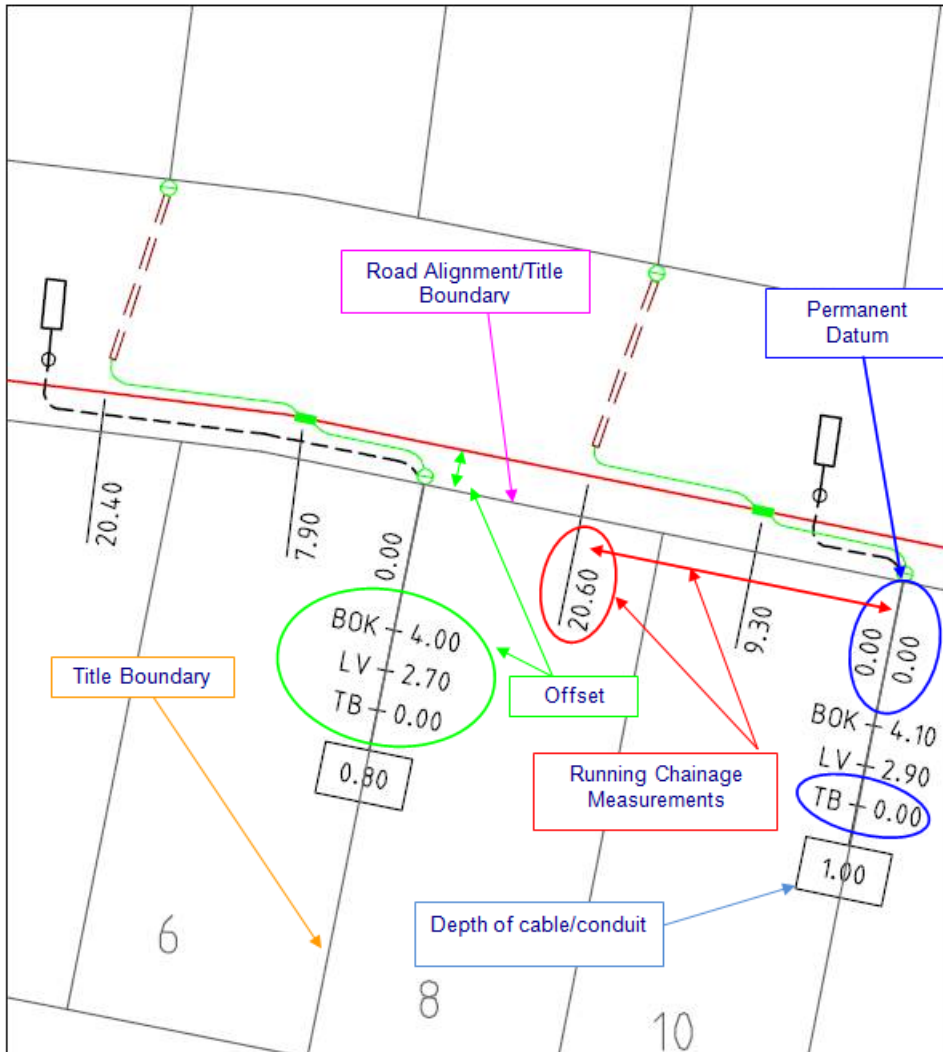 Road Alignment/Title
Boundary
Permanent
Datum
20.40
7.90
0.00
20.60
9.30
0.00
0.00
BOK 4.00
LV 2.70
TB 0.00
0.80
Title Boundary
Offset
Running Chainage
Measurements
BOK 4.10
LV 2.90
TB 0.00
1.00
Depth of cable/conduit
6
8
10